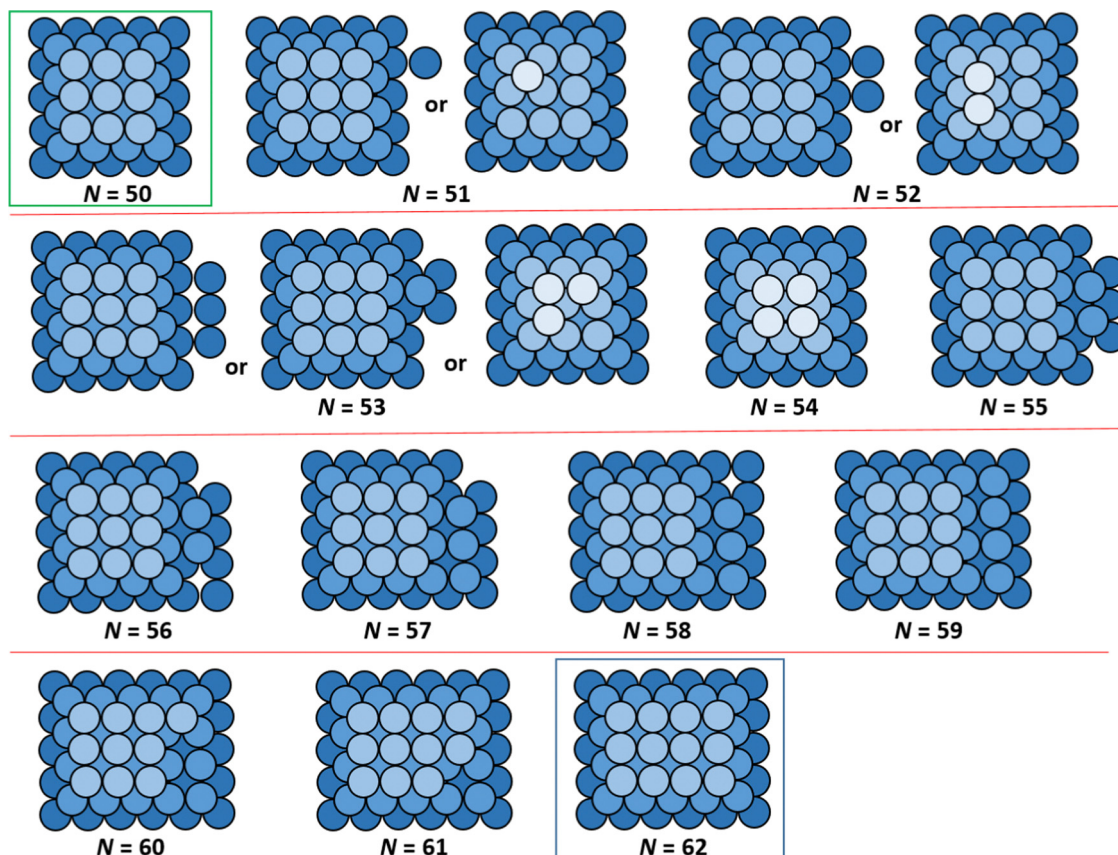 or
or
N = 50
N = 51
N = 52
or
or
N = 53
N = 54
N = 55
N = 56
N = 57
N = 58
N = 59
N = 60
N = 61
N = 62